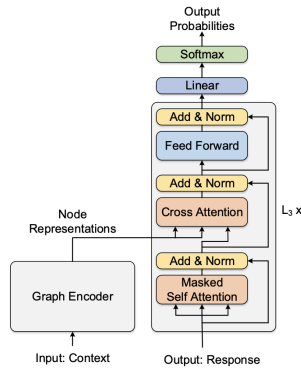 Output
Probabilities
Softmax
Linear
Add & Norm
Feed Forward
Add & Norm
Cross Attention
L₃ x
Node
Representations
Add & Norm
Masked
Self Attention
Graph Encoder
Input: Context
Output: Response